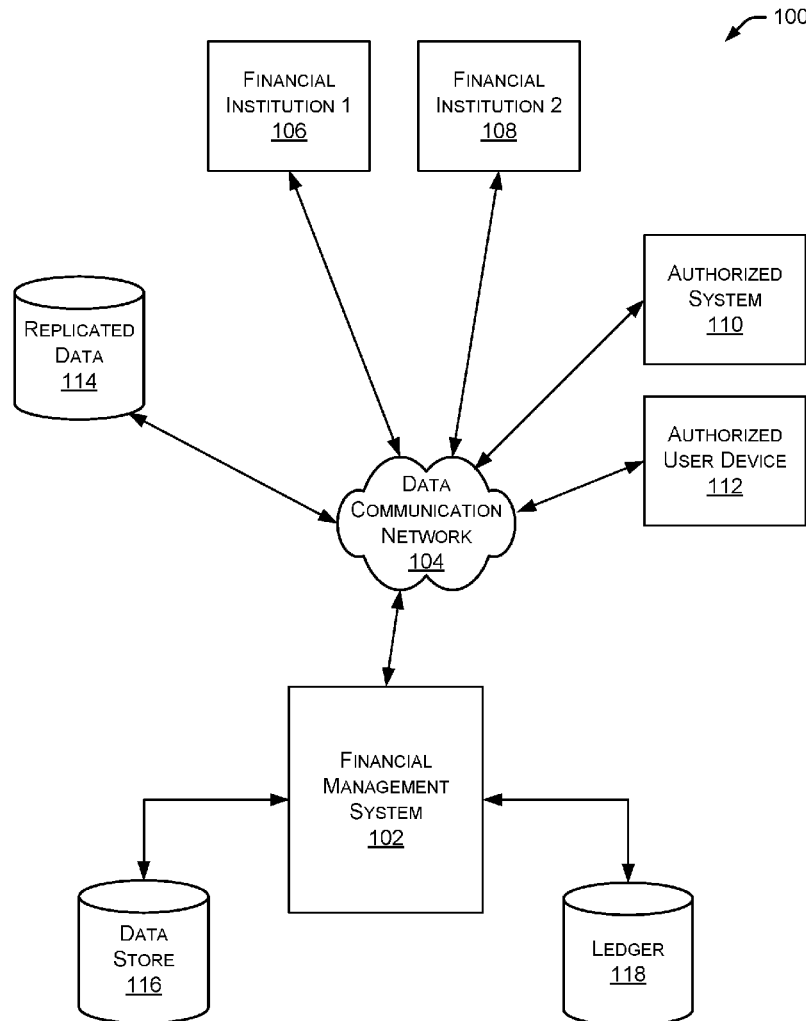 100
FINANCIAL
INSTITUTION 1
106
FINANCIAL
INSTITUTION 2
108
AUTHORIZED
SYSTEM
110
REPLICATED
DATA
114
AUTHORIZED
USER DEVICE
112
DATA
COMMUNICATION
NETWORK
104
FINANCIAL
MANAGEMENT
SYSTEM
102
DATA
STORE
116
LEDGER
118